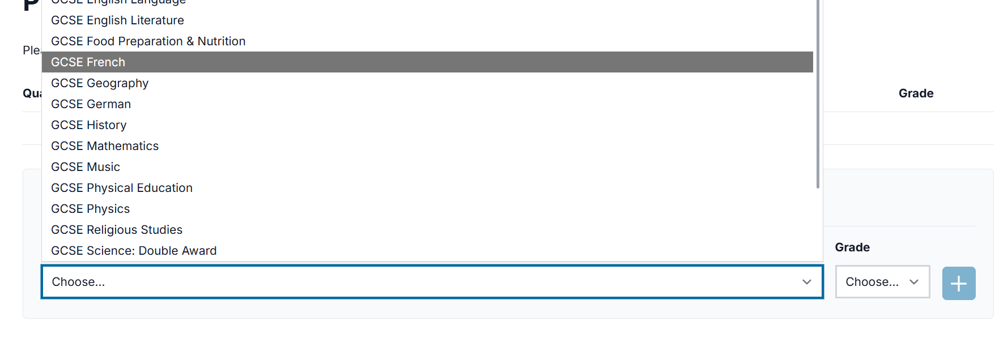 GCSE English Language
GCSE English Literature
GCSE Food Preparation & Nutrition
GCSE French
GCSE Geography
GCSE German
GCSE History
GCSE Mathematics
GCSE Music
GCSE Physical Education
GCSE Physics
GCSE Religious Studies
GCSE Science: Double Award
Grade
Grade
Choose...
Choose...